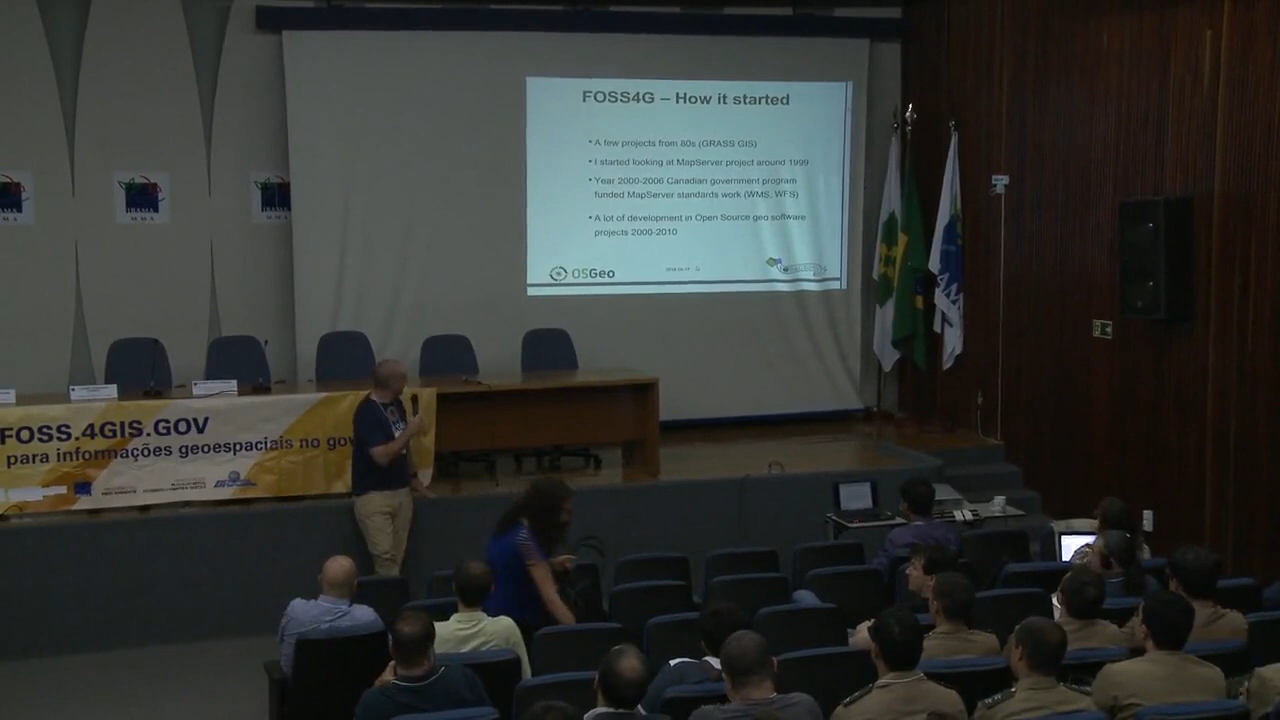 FOSS4G – How it started
• A few projects from 80s (GRASS GIS)
• I started looking at MapServer project around 1999
• Year 2000-2006 Canadian government program
funded MapServer standards work (WMS, WFS)
• A lot of development in Open Source geo software
projects 2000-2010
OSGeo
IBAMA
M M A
IBAMA
M M A
FOSS.4GIS.GOV
para informações geoespaciais no gov